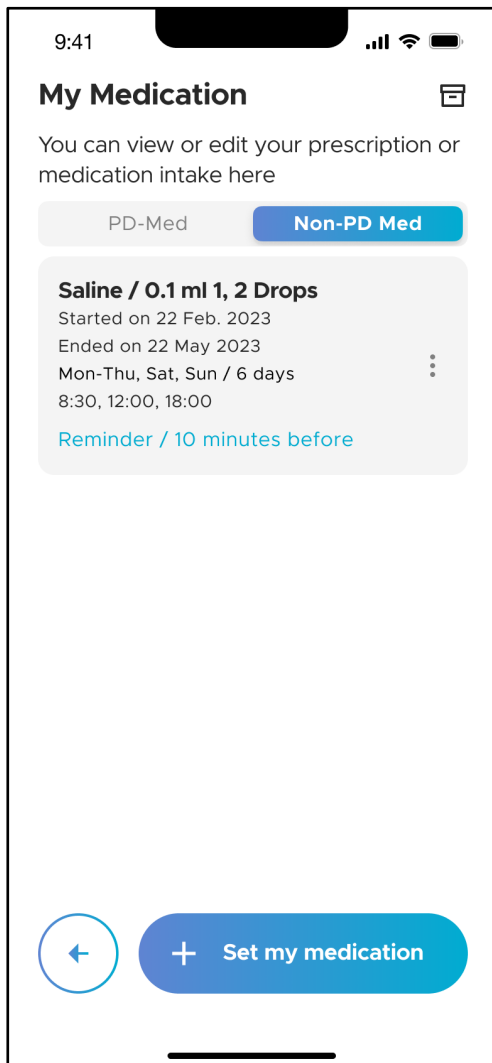 9:41
My Medication
You can view or edit your prescription or
medication intake here
PD-Med
Non-PD Med
Saline / 0.1 ml 1, 2 Drops
Started on 22 Feb. 2023
Ended on 22 May 2023
Mon-Thu, Sat, Sun / 6 days
8:30, 12:00, 18:00
Reminder / 10 minutes before
Set my medication